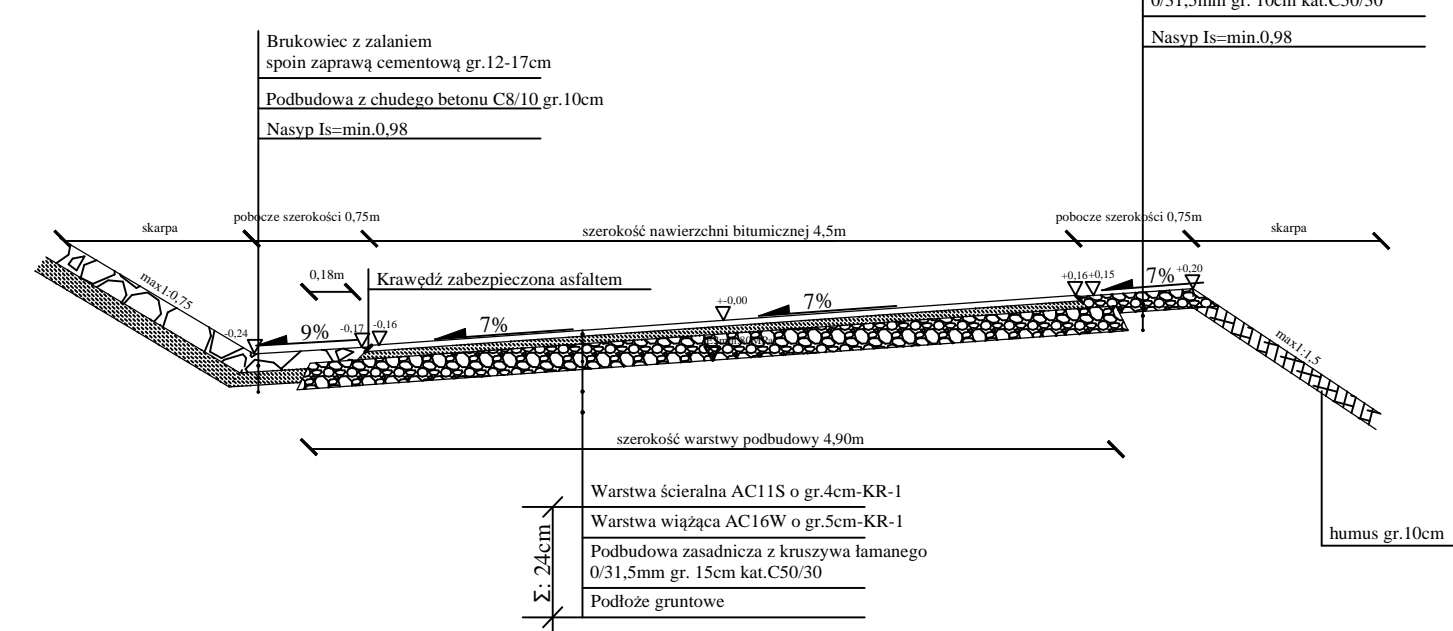 0/31,5mm gr. 10cm kat.C50/30
Nasyp Is=min.0,98
Brukowiec z zalaniem
spoin zaprawą cementową gr.12-17cm
Podbudowa z chudego betonu C8/10 gr.10cm
Nasyp Is=min.0,98
skarpa
pobocze szerokości 0,75m
szerokość nawierzchni bitumicznej 4,5m
pobocze szerokości 0,75m
skarpa
0,18m
Krawędź zabezpieczona asfaltem
max1:0,75
-0,24
9%
-0,17
-0,16
7%
+-0,00
7%
+0,16
+0,15
7%
+0,20
max1:1,5
szerokość warstwy podbudowy 4,90m
Warstwa ścieralna AC11S o gr.4cm-KR-1
Warstwa wiążąca AC16W o gr.5cm-KR-1
Podbudowa zasadnicza z kruszywa łamanego
0/31,5mm gr. 15cm kat.C50/30
Podłoże gruntowe
Σ: 24cm
humus gr.10cm